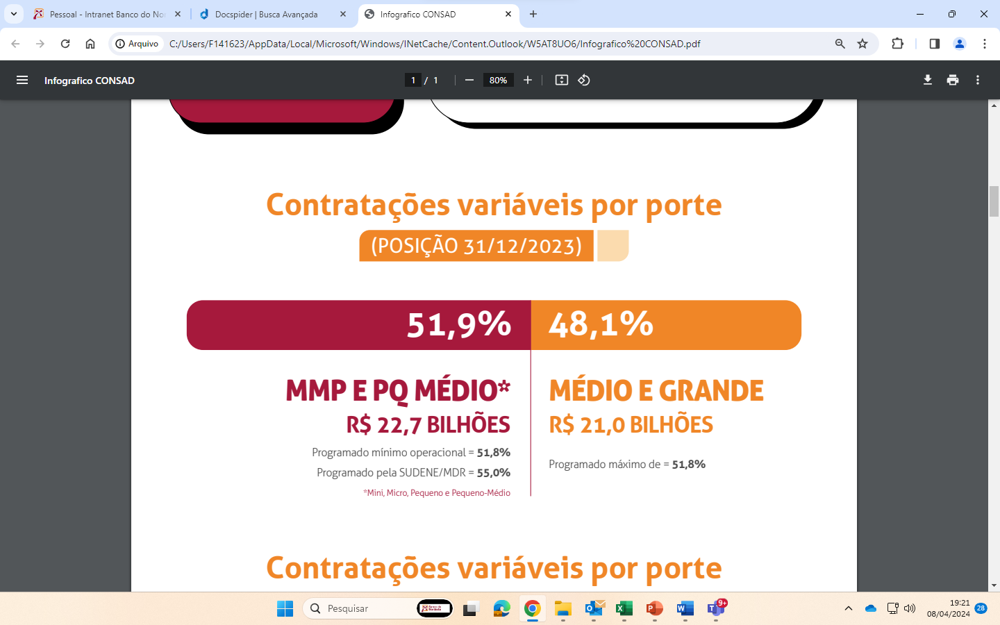 Pessoal - Intranet Banco do No
Docspider | Busca Avançada
Infografico CONSAD
Arquivo
C:/Users/F141623/AppData/Local/Microsoft/Windows/INetCache/Content.Outlook/W5AT8UO6/Infografico%20CONSAD.pdf
Infografico CONSAD
1 / 1
80%
Contratações variáveis por porte
(POSIÇÃO 31/12/2023)
51,9% 48,1%
MMP E PQ MÉDIO*
R$ 22,7 BILHÕES
Programado mínimo operacional = 51,8%
Programado pela SUDENE/MDR = 55,0%
*Mini, Micro, Pequeno e Pequeno-Médio
MÉDIO E GRANDE
R$ 21,0 BILHÕES
Programado máximo de = 51,8%
Contratações variáveis por porte
Pesquisar
Banco do Nordeste
9+
19:21
08/04/2024
28